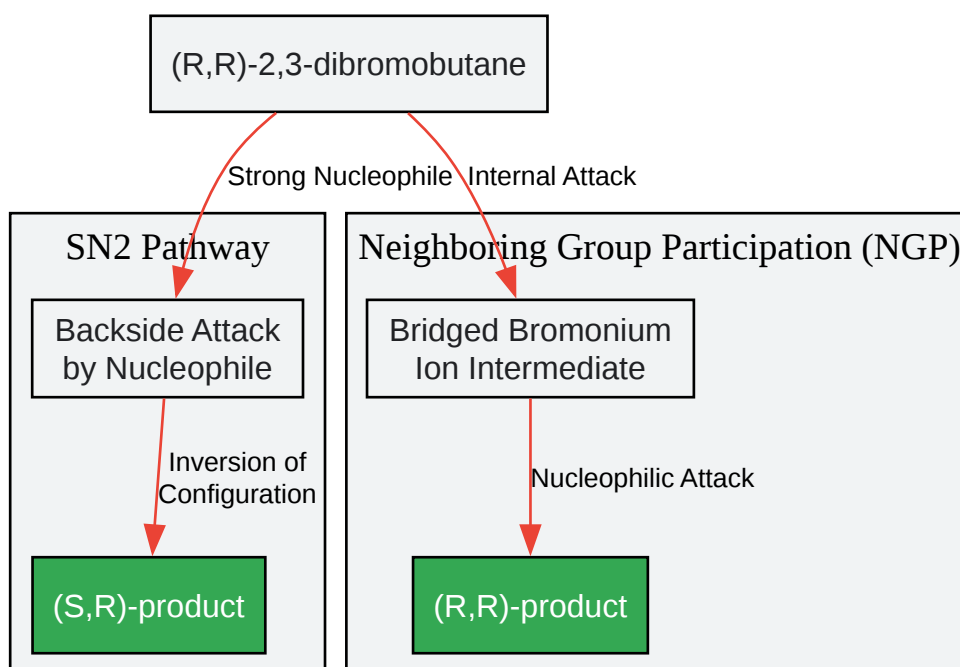 (R,R)-2,3-dibromobutane
Strong Nucleophile
Internal Attack
SN2 Pathway
Neighboring Group Participation (NGP)
Backside Attack
by Nucleophile
Bridged Bromonium
Ion Intermediate
Inversion of
Configuration
Nucleophilic Attack
(S,R)-product
(R,R)-product